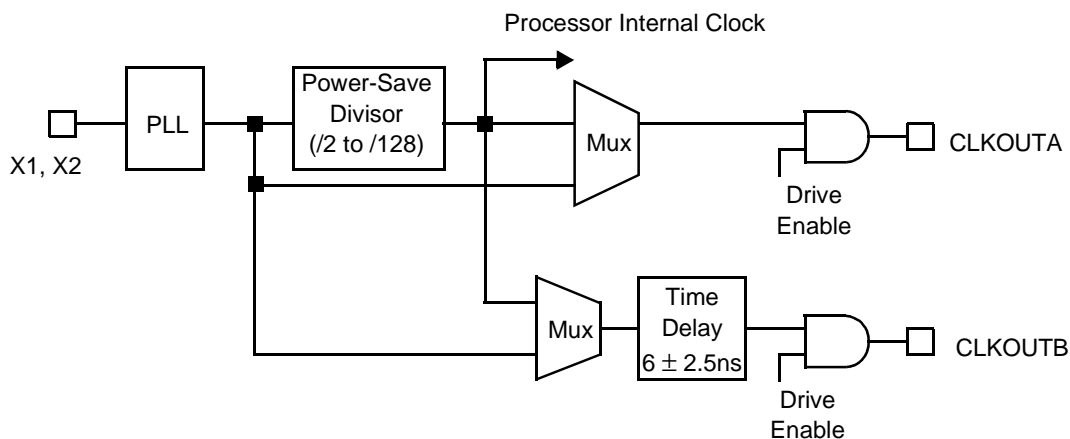 Processor Internal Clock
X1, X2
PLL
Power-Save
Divisor
(/2 to /128)
Mux
Drive
Enable
CLKOUTA
Mux
Time
Delay
6 ± 2.5ns
Drive
Enable
CLKOUTB